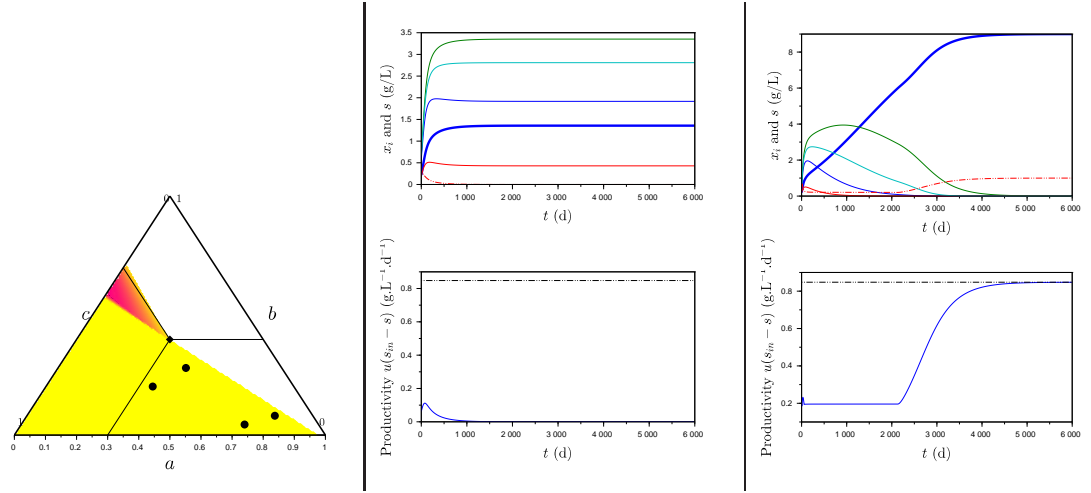 0 1
c
b
1
0
0 0.1 0.2 0.3 0.4 0.5 0.6 0.7 0.8 0.9 1
a
x_i and s (g/L)
3.5
3
2.5
2
1.5
1
0.5
0
0 1 000 2 000 3 000 4 000 5 000 6 000
t (d)
Productivity u(s_in − s) (g.L⁻¹.d⁻¹)
0.8
0.6
0.4
0.2
0
0 1 000 2 000 3 000 4 000 5 000 6 000
t (d)
x_i and s (g/L)
8
6
4
2
0
0 1 000 2 000 3 000 4 000 5 000 6 000
t (d)
Productivity u(s_in − s) (g.L⁻¹.d⁻¹)
0.8
0.6
0.4
0.2
0 1 000 2 000 3 000 4 000 5 000 6 000
t (d)